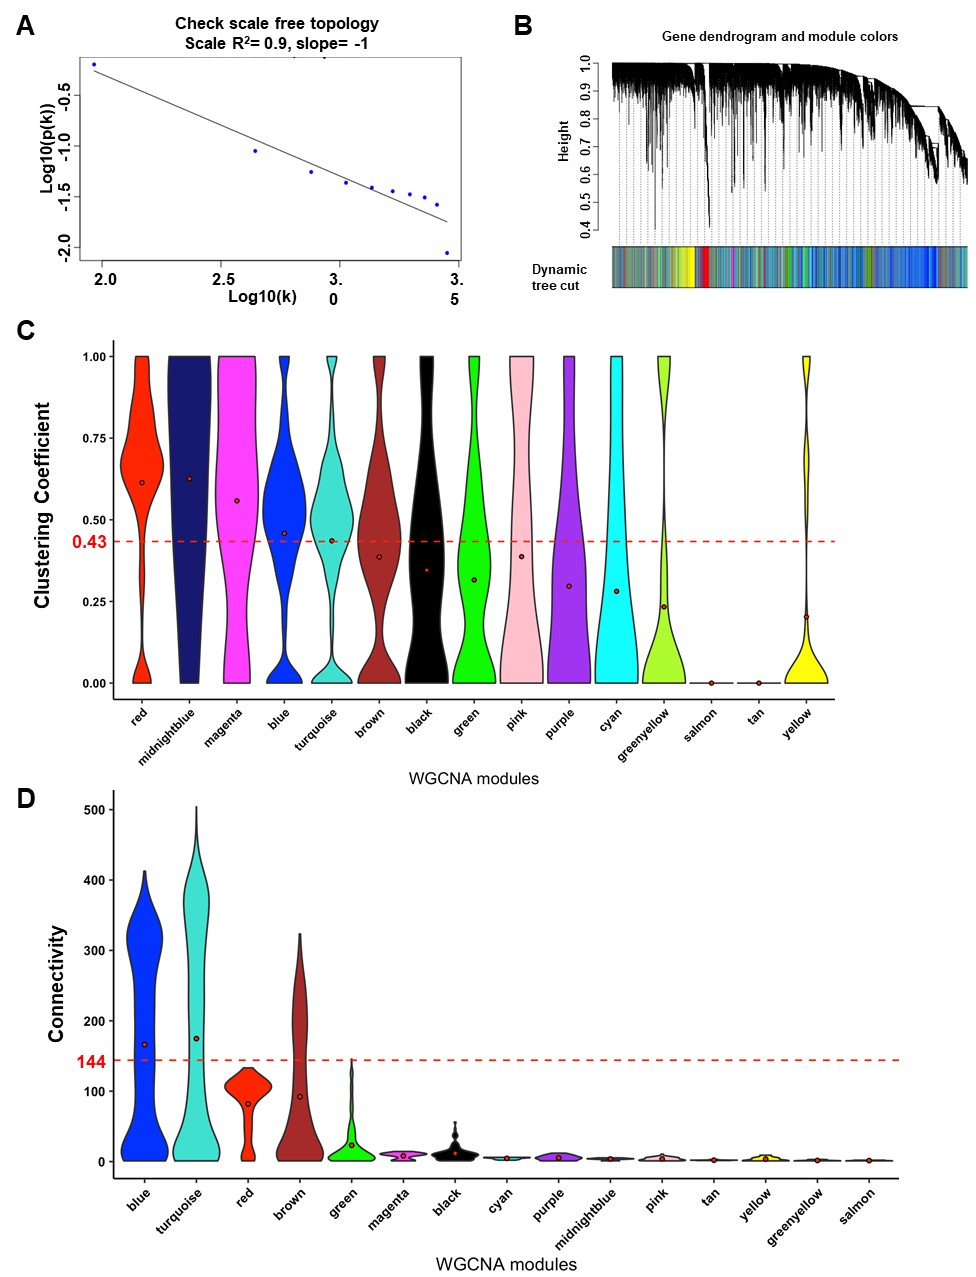 A
Check scale free topology
Scale R²= 0.9, slope= -1
Log10(p(k))
-0.5
-1.0
-1.5
-2.0
2.0
2.5
3.
0
3.
5
Log10(k)
B
Gene dendrogram and module colors
Height
1.0
0.9
0.8
0.7
0.6
0.5
0.4
Dynamic
tree cut
C
Clustering Coefficient
1.00
0.75
0.50
0.43
0.25
0.00
red
midnightblue
magenta
blue
turquoise
brown
black
green
pink
purple
cyan
greenyellow
salmon
tan
yellow
WGCNA modules
D
Connectivity
500
400
300
200
144
100
0
blue
turquoise
red
brown
green
magenta
black
cyan
purple
midnightblue
pink
tan
yellow
greenyellow
salmon
WGCNA modules